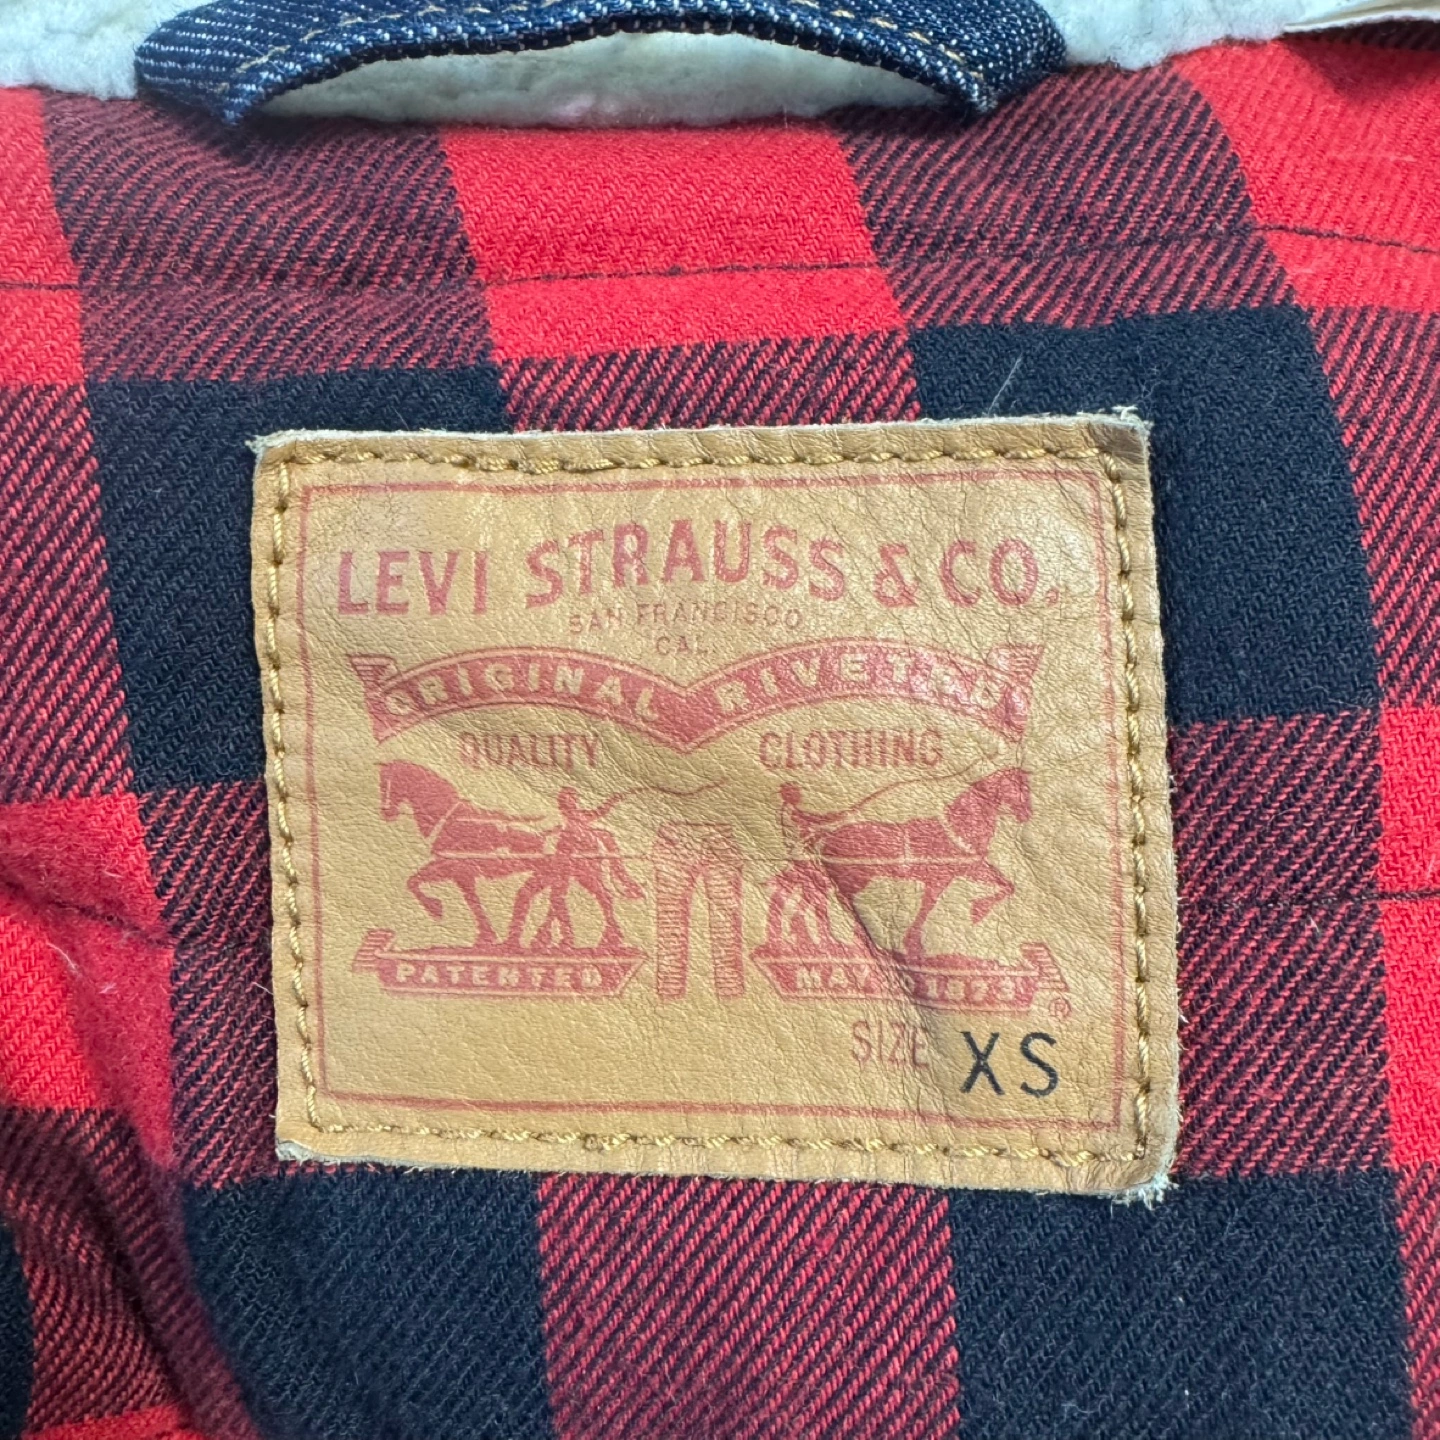 LEVI STRAUSS & CO.
SAN FRANCISCO
CAL.
ORIGINAL RIVETED
QUALITY CLOTHING
PATENTED MAY 20 1873
®
SIZE XS